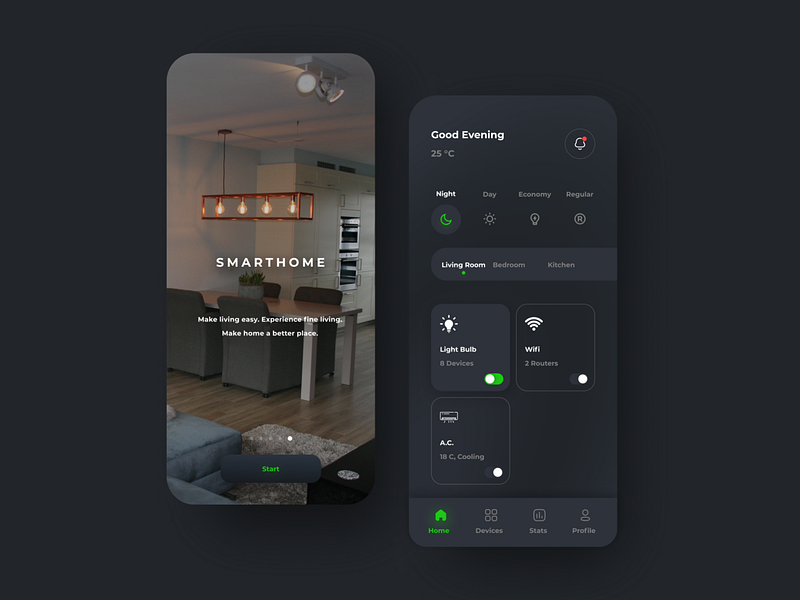 SMARTHOME
Make living easy. Experience fine living.
Make home a better place.
Start
Good Evening
25 °C
Night Day Economy Regular
R
Living Room Bedroom Kitchen
Light Bulb
8 Devices
Wifi
2 Routers
A.C.
18 C, Cooling
Home Devices Stats Profile